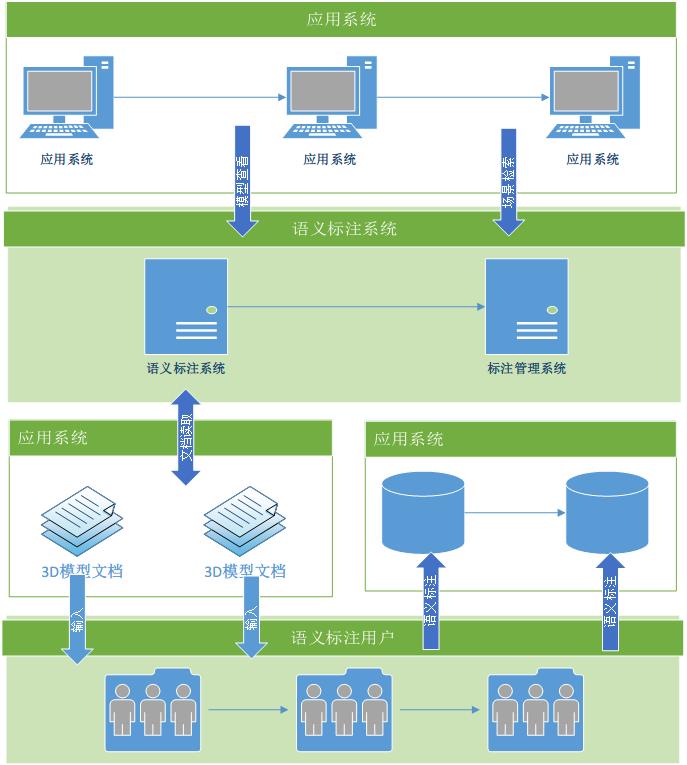 应用系统
应用系统
应用系统
应用系统
模型查看
场景检索
语义标注系统
语义标注系统
标注管理系统
文档读取
应用系统
应用系统
3D模型文档
3D模型文档
输入
输入
语义标注
语义标注
语义标注用户